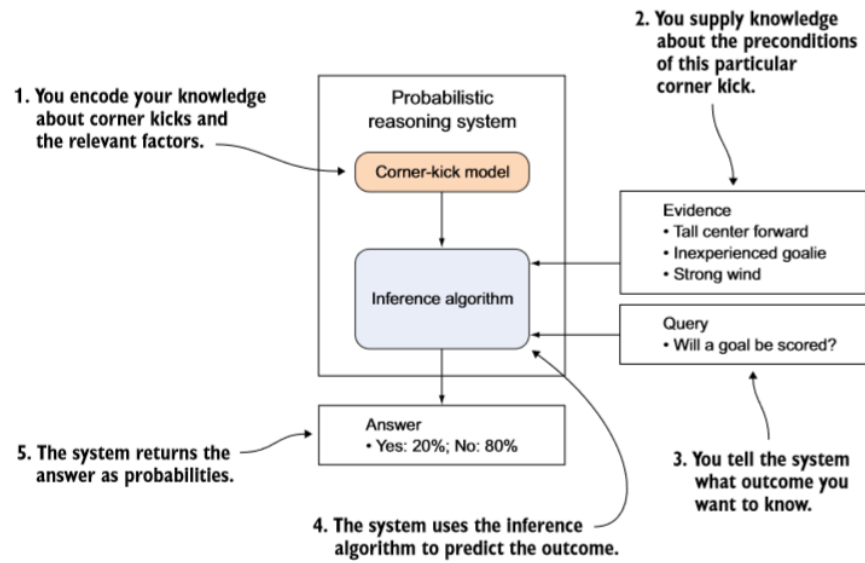 1. You encode your knowledge
about corner kicks and
the relevant factors.
2. You supply knowledge
about the preconditions
of this particular
corner kick.
Probabilistic
reasoning system
Corner-kick model
Inference algorithm
Evidence
• Tall center forward
• Inexperienced goalie
• Strong wind
Query
• Will a goal be scored?
Answer
• Yes: 20%; No: 80%
5. The system returns the
answer as probabilities.
3. You tell the system
what outcome you
want to know.
4. The system uses the inference
algorithm to predict the outcome.